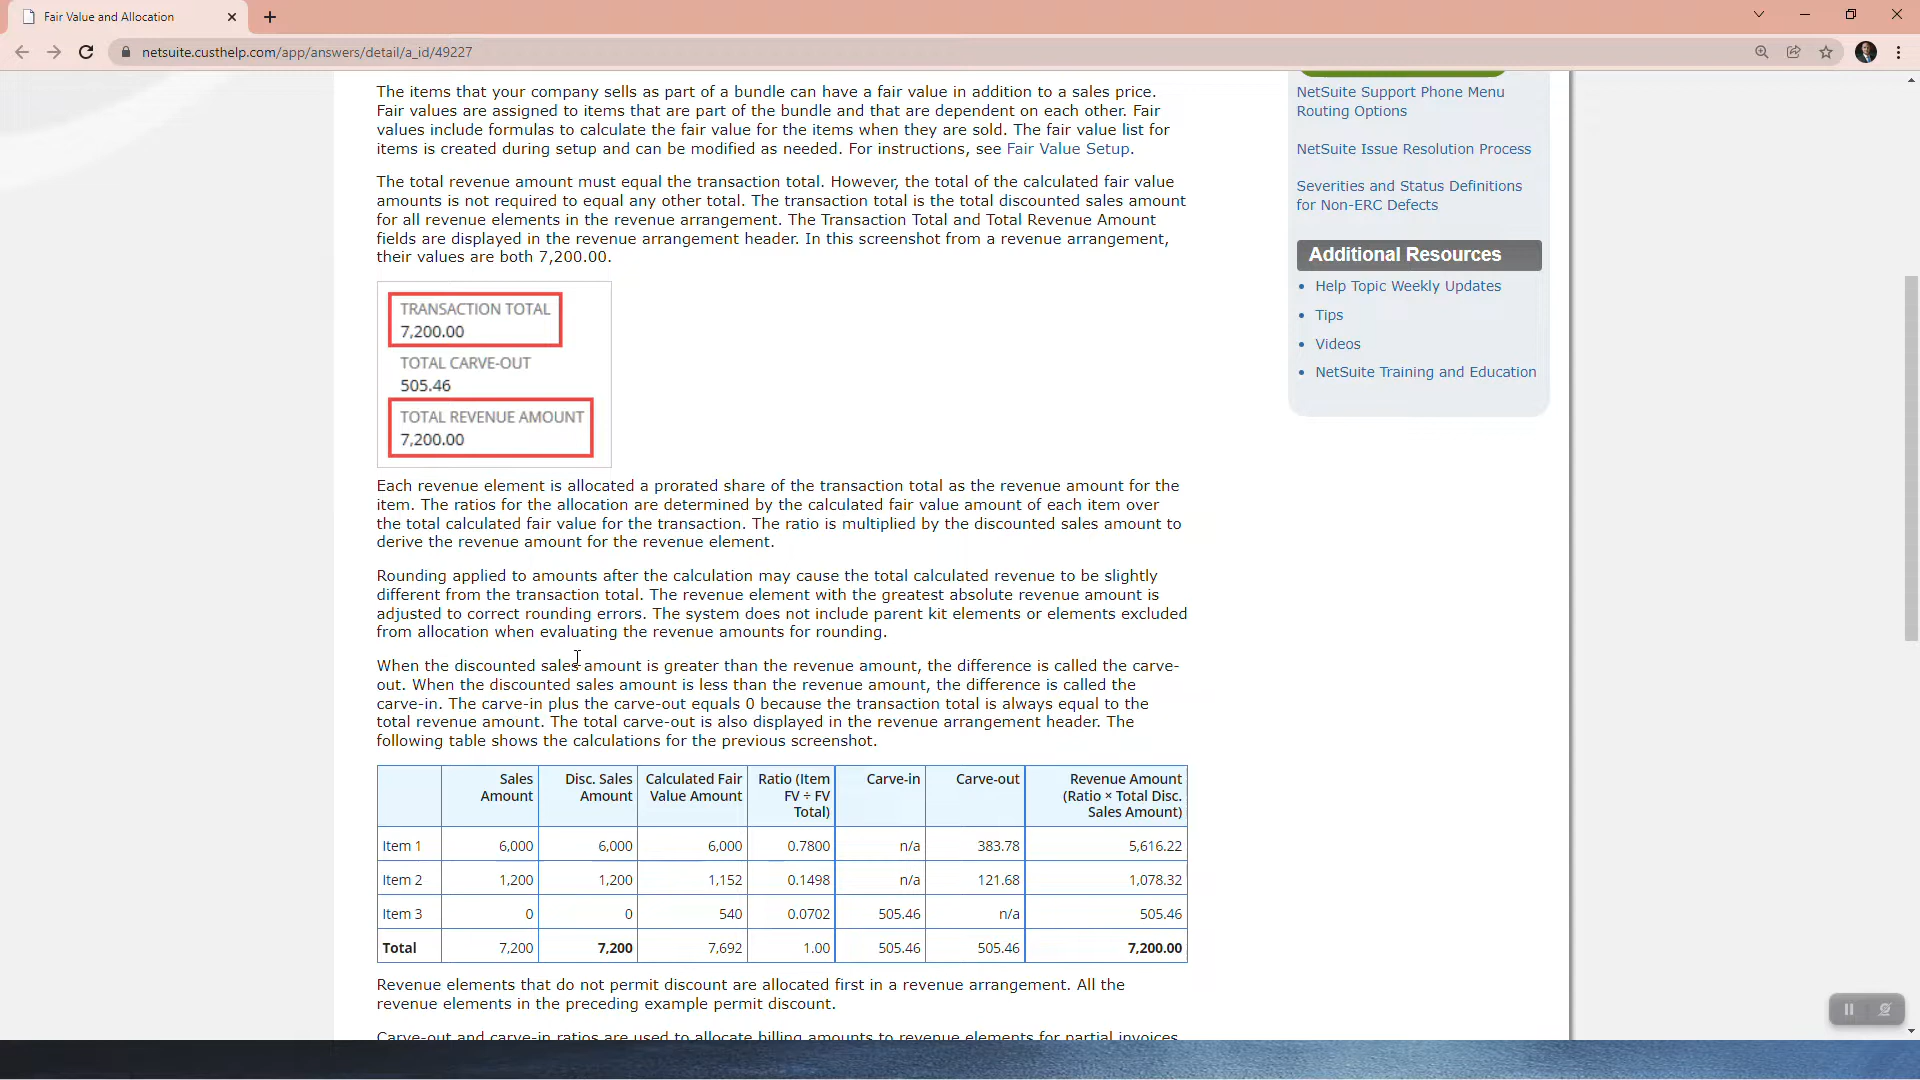 Fair Value and Allocation
netsuite.custhelp.com/app/answers/detail/a_id/49227
The items that your company sells as part of a bundle can have a fair value in addition to a sales price.
Fair values are assigned to items that are part of the bundle and that are dependent on each other. Fair
values include formulas to calculate the fair value for the items when they are sold. The fair value list for
items is created during setup and can be modified as needed. For instructions, see Fair Value Setup.
The total revenue amount must equal the transaction total. However, the total of the calculated fair value
amounts is not required to equal any other total. The transaction total is the total discounted sales amount
for all revenue elements in the revenue arrangement. The Transaction Total and Total Revenue Amount
fields are displayed in the revenue arrangement header. In this screenshot from a revenue arrangement,
their values are both 7,200.00.
TRANSACTION TOTAL
7,200.00
TOTAL CARVE-OUT
505.46
TOTAL REVENUE AMOUNT
7,200.00
Each revenue element is allocated a prorated share of the transaction total as the revenue amount for the
item. The ratios for the allocation are determined by the calculated fair value amount of each item over
the total calculated fair value for the transaction. The ratio is multiplied by the discounted sales amount to
derive the revenue amount for the revenue element.
Rounding applied to amounts after the calculation may cause the total calculated revenue to be slightly
different from the transaction total. The revenue element with the greatest absolute revenue amount is
adjusted to correct rounding errors. The system does not include parent kit elements or elements excluded
from allocation when evaluating the revenue amounts for rounding.
When the discounted sales amount is greater than the revenue amount, the difference is called the carve-
out. When the discounted sales amount is less than the revenue amount, the difference is called the
carve-in. The carve-in plus the carve-out equals 0 because the transaction total is always equal to the
total revenue amount. The total carve-out is also displayed in the revenue arrangement header. The
following table shows the calculations for the previous screenshot.
Sales Amount Disc. Sales Amount Calculated Fair Value Amount Ratio (Item FV ÷ FV Total) Carve-in Carve-out Revenue Amount (Ratio × Total Disc. Sales Amount)
Item 1 6,000 6,000 6,000 0.7800 n/a 383.78 5,616.22
Item 2 1,200 1,200 1,152 0.1498 n/a 121.68 1,078.32
Item 3 0 0 540 0.0702 505.46 n/a 505.46
Total 7,200 7,200 7,692 1.00 505.46 505.46 7,200.00
Revenue elements that do not permit discount are allocated first in a revenue arrangement. All the
revenue elements in the preceding example permit discount.
Carve-out and carve-in ratios are used to allocate billing amounts to revenue elements for partial invoices
NetSuite Support Phone Menu
Routing Options
NetSuite Issue Resolution Process
Severities and Status Definitions
for Non-ERC Defects
Additional Resources
Help Topic Weekly Updates
Tips
Videos
NetSuite Training and Education